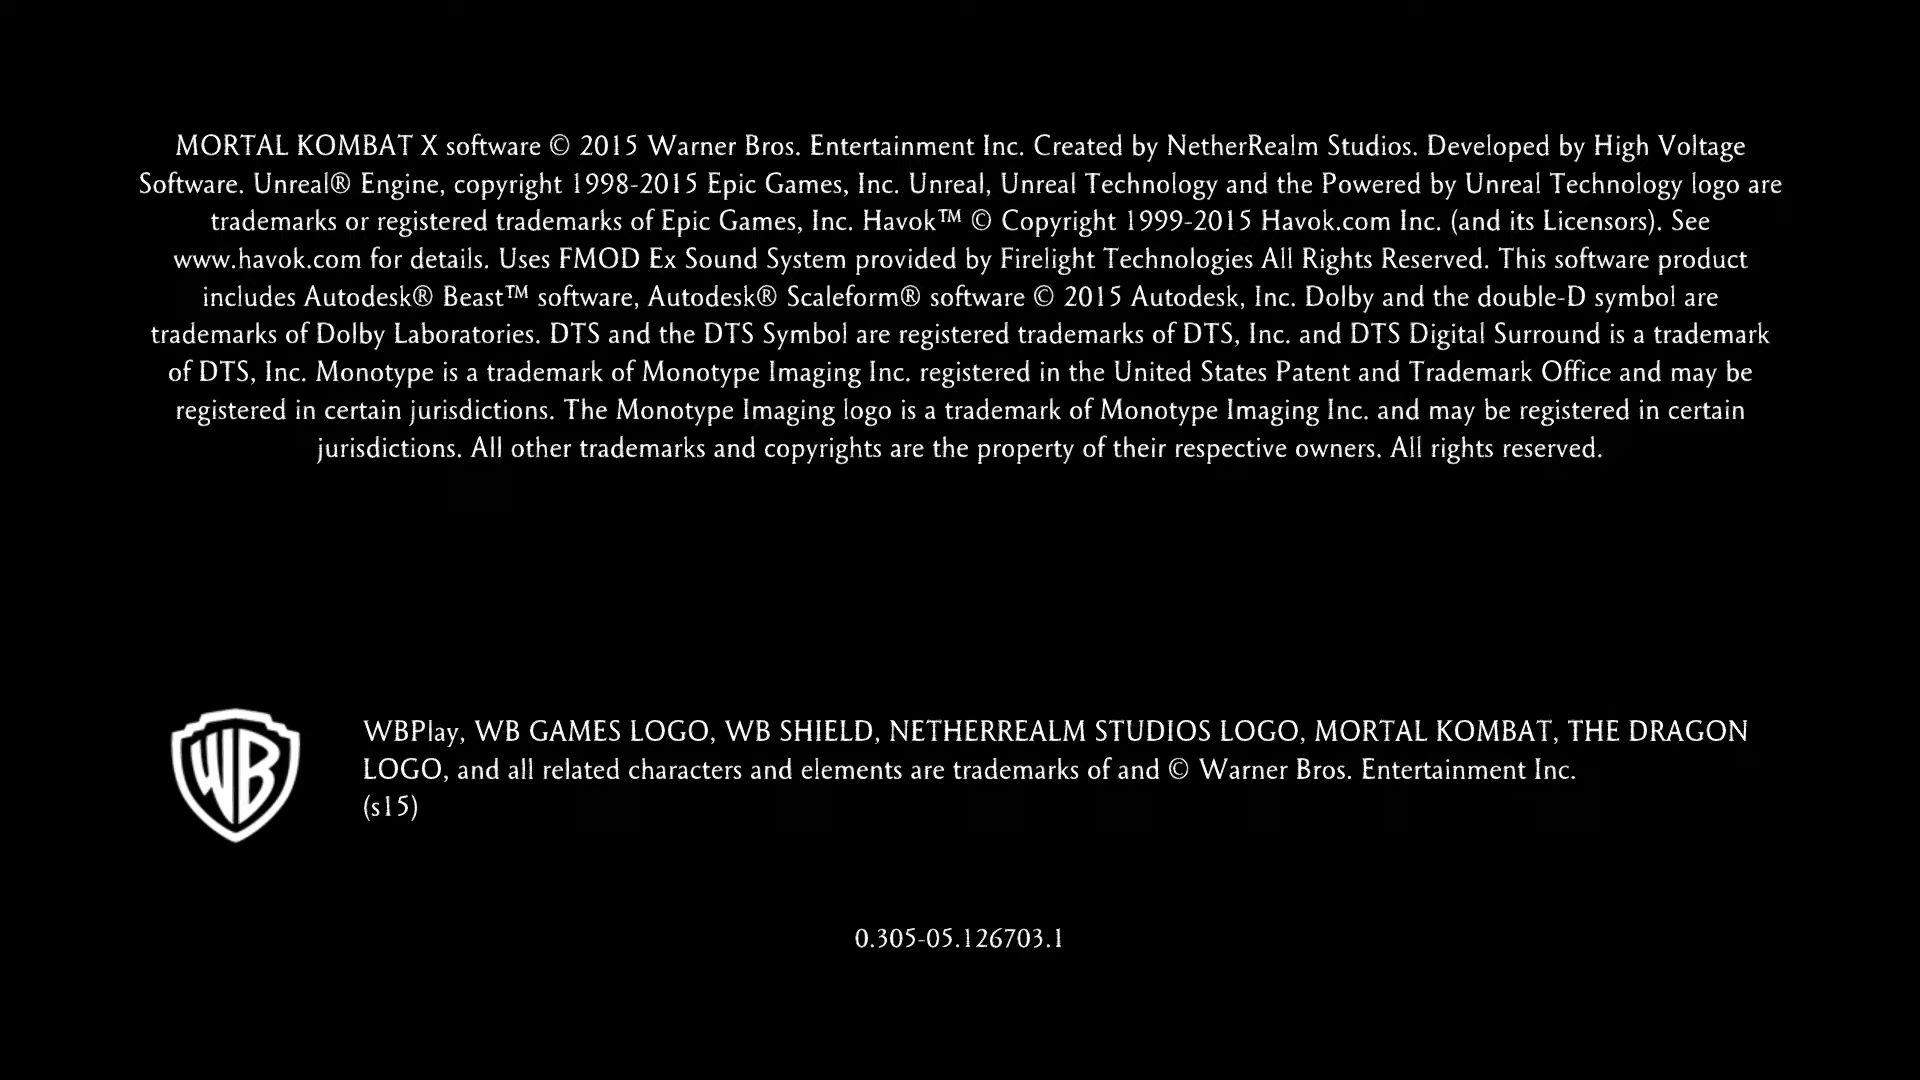 MORTAL KOMBAT X software © 2015 Warner Bros. Entertainment Inc. Created by NetherRealm Studios. Developed by High Voltage
Software. Unreal® Engine, copyright 1998-2015 Epic Games, Inc. Unreal, Unreal Technology and the Powered by Unreal Technology logo are
trademarks or registered trademarks of Epic Games, Inc. Havok™ © Copyright 1999-2015 Havok.com Inc. (and its Licensors). See
www.havok.com for details. Uses FMOD Ex Sound System provided by Firelight Technologies All Rights Reserved. This software product
includes Autodesk® Beast™ software, Autodesk® Scaleform® software © 2015 Autodesk, Inc. Dolby and the double-D symbol are
trademarks of Dolby Laboratories. DTS and the DTS Symbol are registered trademarks of DTS, Inc. and DTS Digital Surround is a trademark
of DTS, Inc. Monotype is a trademark of Monotype Imaging Inc. registered in the United States Patent and Trademark Office and may be
registered in certain jurisdictions. The Monotype Imaging logo is a trademark of Monotype Imaging Inc. and may be registered in certain
jurisdictions. All other trademarks and copyrights are the property of their respective owners. All rights reserved.
WB
WBPlay, WB GAMES LOGO, WB SHIELD, NETHERREALM STUDIOS LOGO, MORTAL KOMBAT, THE DRAGON
LOGO, and all related characters and elements are trademarks of and © Warner Bros. Entertainment Inc.
(s15)
0.305-05.126703.1